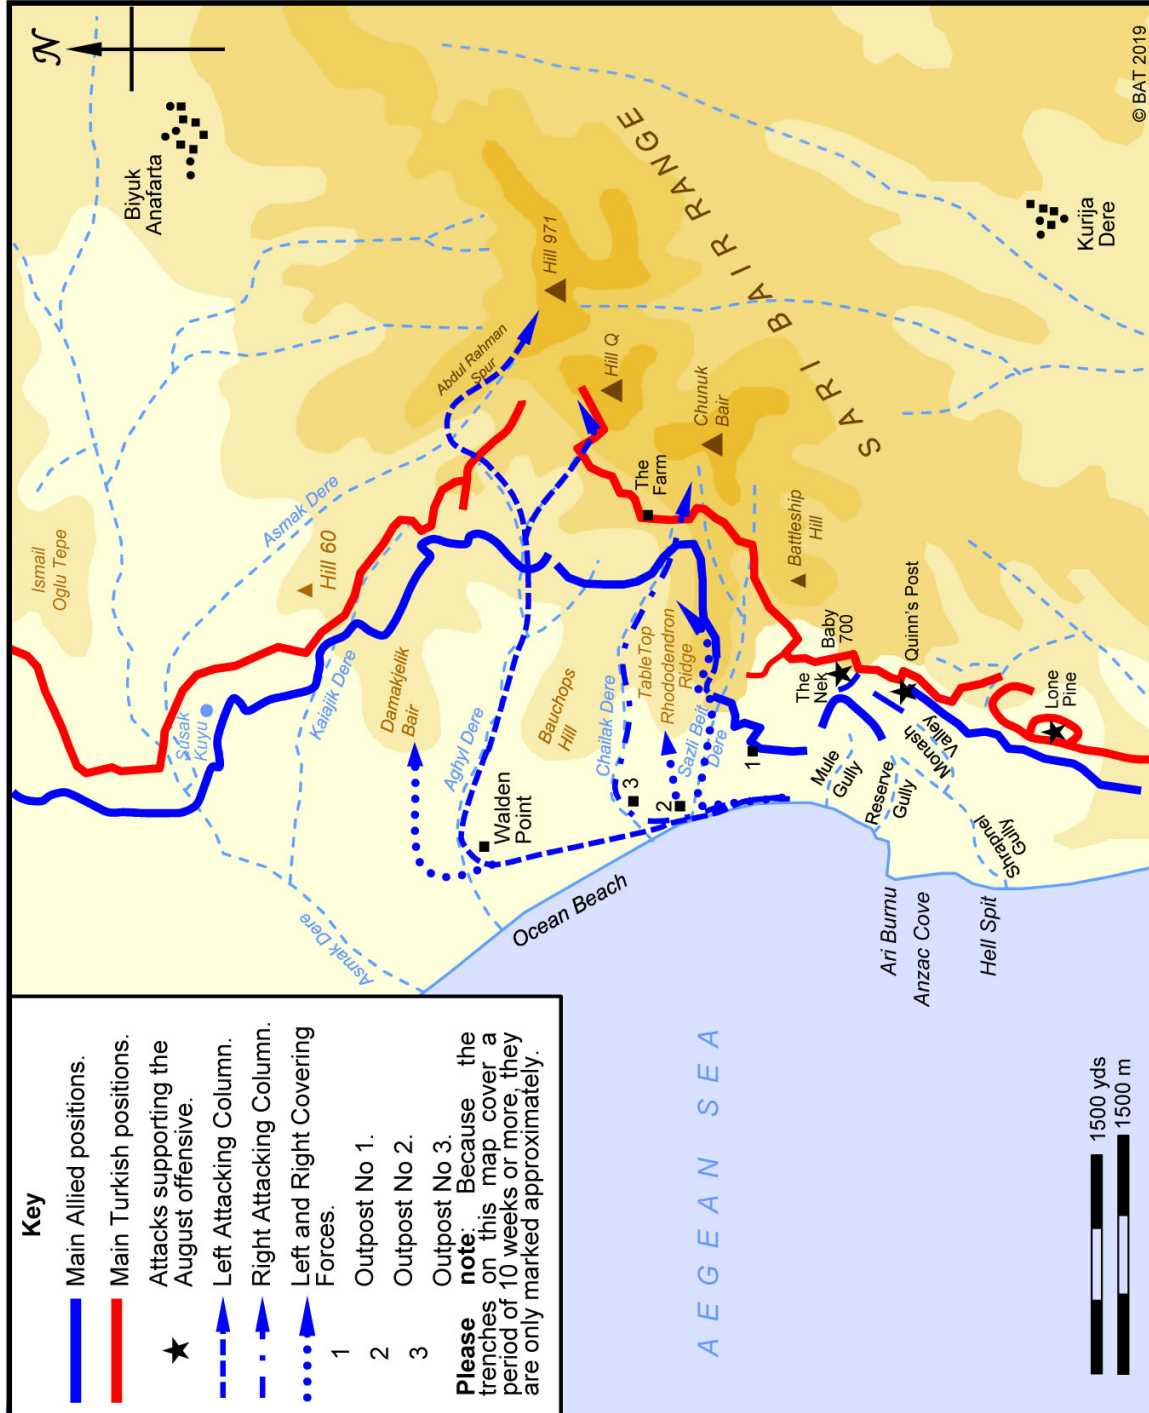 Key
Main Allied positions.
Main Turkish positions.
Attacks supporting the
August offensive.
Left Attacking Column.
Right Attacking Column.
Left and Right Covering
Forces.
1 Outpost No 1.
2 Outpost No 2.
3 Outpost No 3.
Please note: Because the
trenches on this map cover a
period of 10 weeks or more, they
are only marked approximately.
N
Biyuk
Anafarta
Ismail
Oglu Tepe
Susak
Kuyu
Asmak Dere
Asmak Dere
Hill 60
Kalajik Dere
Damakjelik
Bair
Abdul Rahman
Spur
Hill 971
Aghyl Dere
Walden
Point
Bauchops
Hill
Hill Q
Ocean Beach
Chailak Dere
3
Table Top
The
Farm
Rhododendron
Ridge
2
Chunuk
Bair
Sazli Beit
Dere
1
SARI BAIR RANGE
Battleship
Hill
Mule
Gully
The
Nek
Baby
700
Reserve
Gully
Quinn's Post
Monash
Valley
Shrapnel
Gully
Lone
Pine
Ari Burnu
Anzac Cove
Hell Spit
Kurija
Dere
AEGEAN SEA
1500 yds
1500 m
© BAT 2019